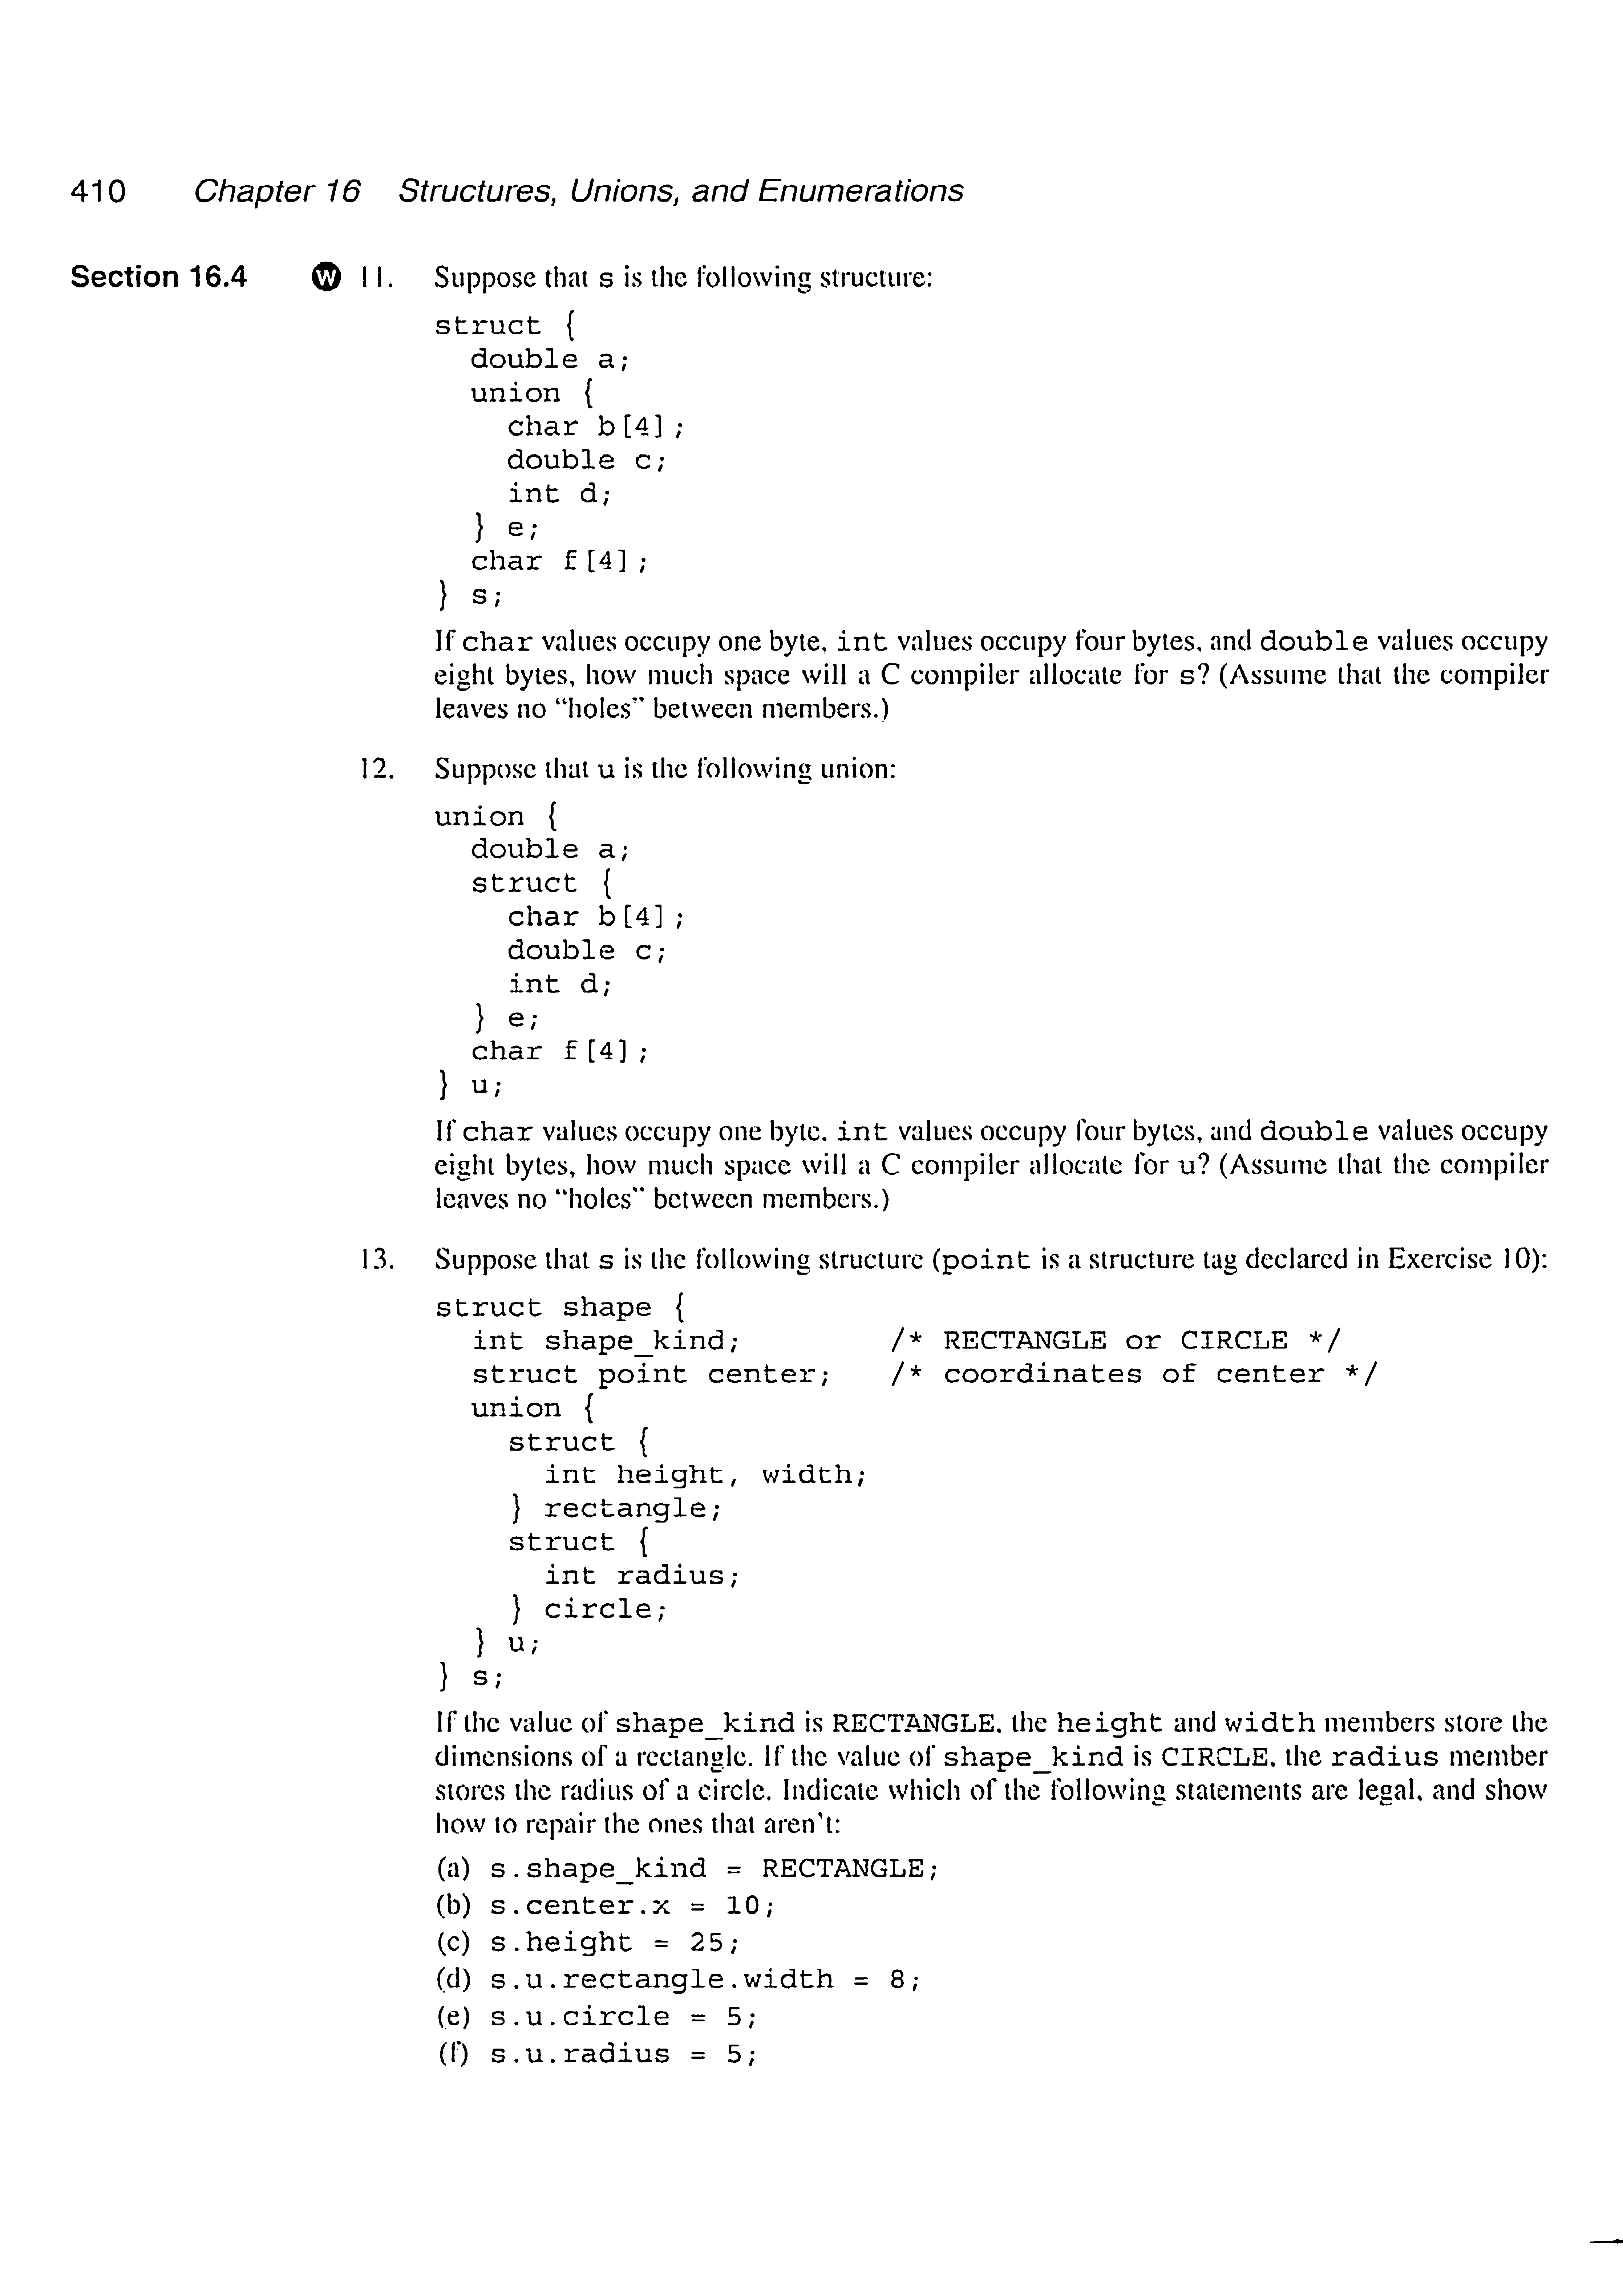 410 Chapter 16 Structures, Unions, and Enumerations
Section 16.4 W 11. Suppose that s is the following structure:
struct {
double a;
union {
char b[4];
double c;
int d;
} e;
char f[4];
} s;
If char values occupy one byte, int values occupy four bytes, and double values occupy
eight bytes, how much space will a C compiler allocate for s? (Assume that the compiler
leaves no "holes" between members.)
12. Suppose that u is the following union:
union {
double a;
struct {
char b[4];
double c;
int d;
} e;
char f[4];
} u;
If char values occupy one byte, int values occupy four bytes, and double values occupy
eight bytes, how much space will a C compiler allocate for u? (Assume that the compiler
leaves no "holes" between members.)
13. Suppose that s is the following structure (point is a structure tag declared in Exercise 10):
struct shape {
int shape_kind; /* RECTANGLE or CIRCLE */
struct point center; /* coordinates of center */
union {
struct {
int height, width;
} rectangle;
struct {
int radius;
} circle;
} u;
} s;
If the value of shape_kind is RECTANGLE, the height and width members store the
dimensions of a rectangle. If the value of shape_kind is CIRCLE, the radius member
stores the radius of a circle. Indicate which of the following statements are legal, and show
how to repair the ones that aren't:
(a) s.shape_kind = RECTANGLE;
(b) s.center.x = 10;
(c) s.height = 25;
(d) s.u.rectangle.width = 8;
(e) s.u.circle = 5;
(f) s.u.radius = 5;